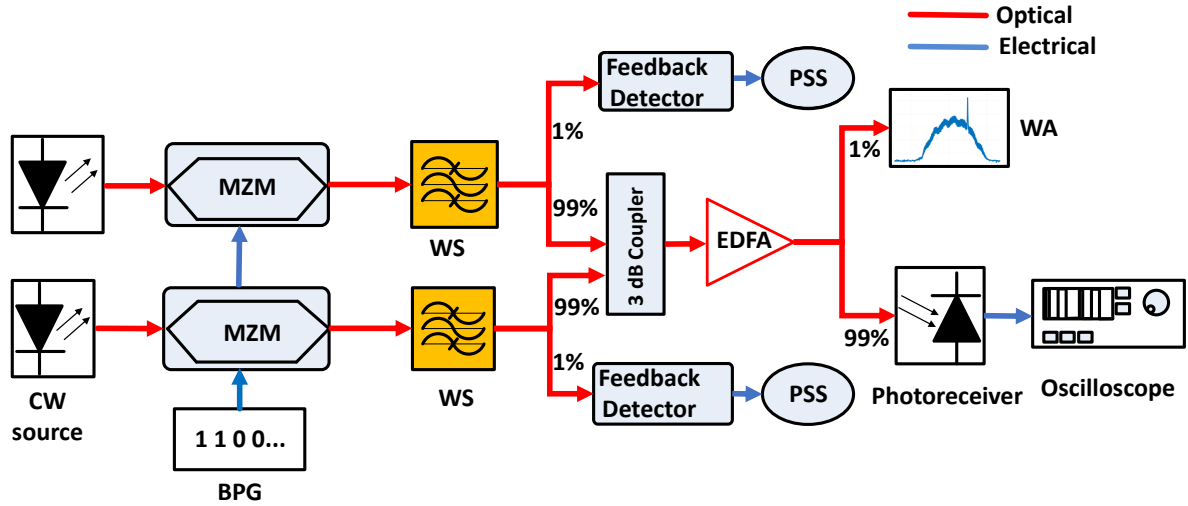 Optical
Electrical
Feedback
Detector
PSS
1%
WA
1%
MZM
WS
99%
3 dB Coupler
EDFA
MZM
WS
99%
99%
1%
Feedback
Detector
PSS
Photoreceiver
Oscilloscope
CW
source
1 1 0 0...
BPG